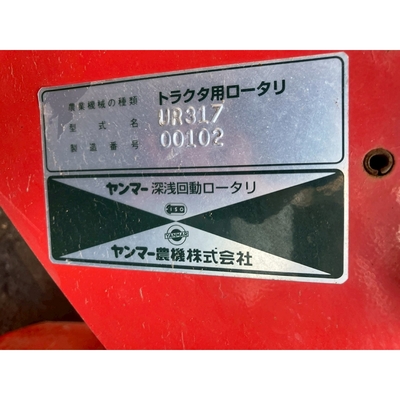 農業機械の種類 トラクタ用ロータリ
型式名 UR317
製造番号 00102
ヤンマー深浅回動ロータリ
ISO
YANMAR
ヤンマー農機株式会社